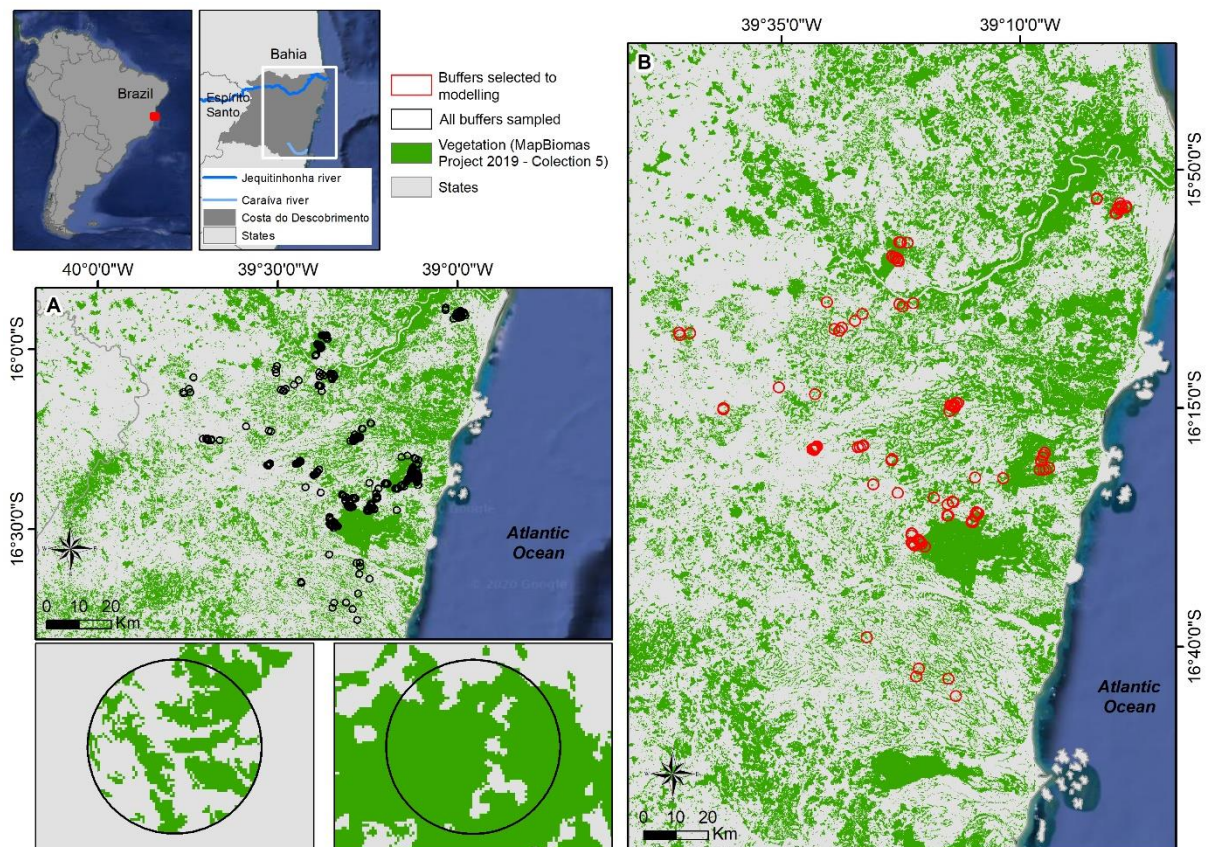 Brazil
Bahia
Espírito
Santo
Jequitinhonha river
Caraíva river
Costa do Descobrimento
States
Buffers selected to
modelling
All buffers sampled
Vegetation (MapBiomas
Project 2019 - Colection 5)
States
40°0'0"W
39°30'0"W
39°0'0"W
A
16°0'0"S
16°30'0"S
Atlantic
Ocean
Google
© 2020 Google
0 10 20
Km
39°35'0"W
39°10'0"W
B
15°50'0"S
16°15'0"S
16°40'0"S
Atlantic
Ocean
0 10 20
Km